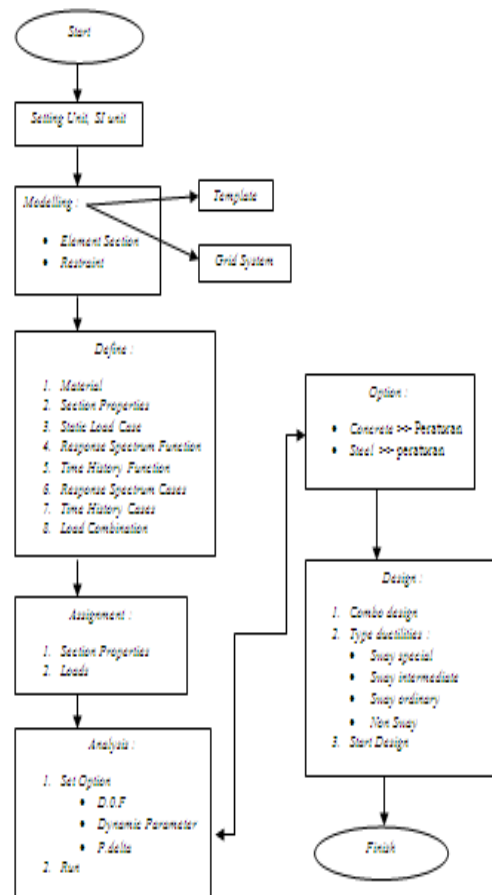 Start
Setting Unit, SI unit
Modelling :
• Element Section
• Restraint
Template
Grid System
Define :
1. Material
2. Section Properties
3. Static Load Case
4. Response Spectrum Function
5. Time History Function
6. Response Spectrum Cases
7. Time History Cases
8. Load Combination
Assignment :
1. Section Properties
2. Loads
Analysis :
1. Set Option
• D.O.F
• Dynamic Parameter
• P.delta
2. Run
Option :
• Concrete >> Peraturan
• Steel >> peraturan
Design :
1. Combo design
2. Type ductilities :
• Sway special
• Sway intermediate
• Sway ordinary
• Non Sway
3. Start Design
Finish